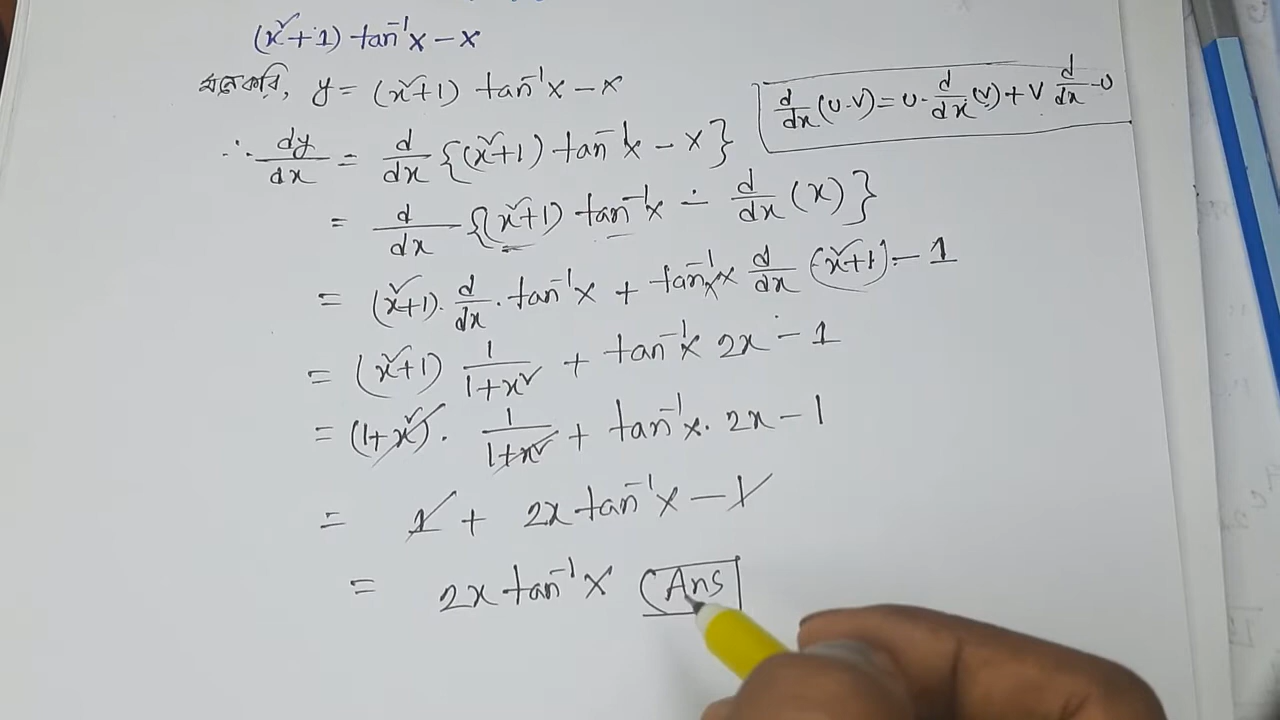 (x²+1) tan⁻¹x − x
মনেকরি, y = (x²+1) tan⁻¹x − x
d/dx (u·v) = u·d/dx (v) + v d/dx u
∴ dy/dx = d/dx {(x²+1) tan⁻¹x − x}
= d/dx {(x²+1) tan⁻¹x − d/dx (x)}
= (x²+1)· d/dx · tan⁻¹x + tan⁻¹x d/dx (x²+1) − 1
= (x²+1) 1/1+x² + tan⁻¹x 2x − 1
= (1+x²)· 1/1+x² + tan⁻¹x· 2x − 1
= 1 + 2x tan⁻¹x − 1
= 2x tan⁻¹x (Ans